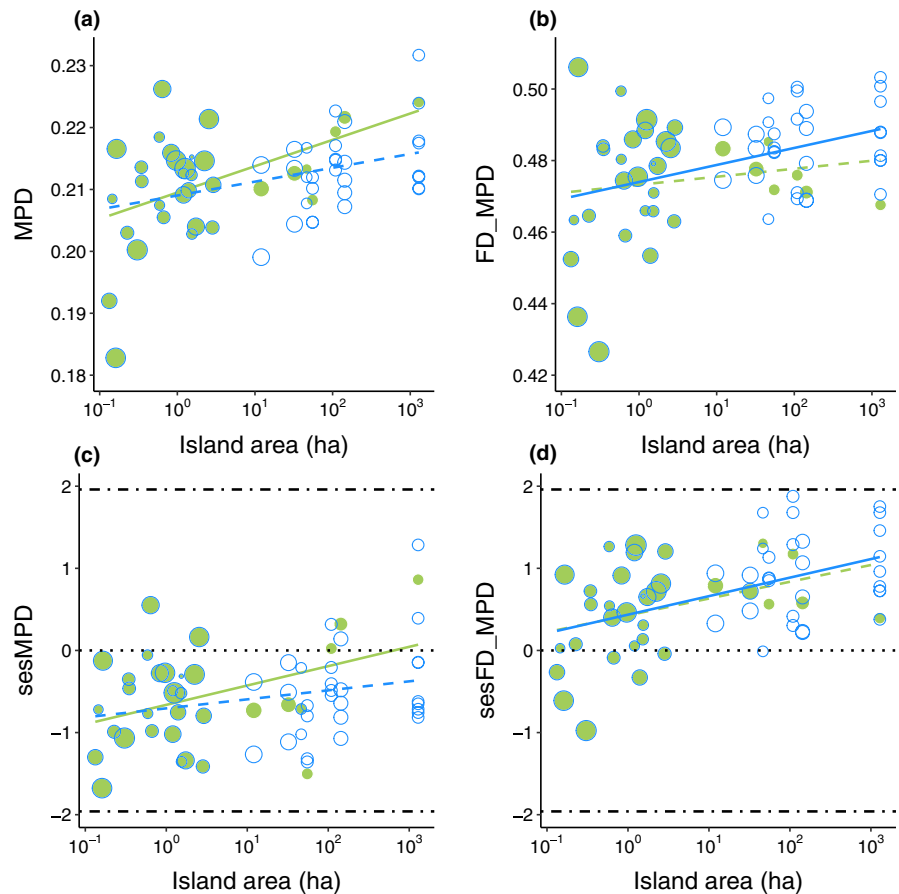 (a)
MPD
0.23
0.22
0.21
0.20
0.19
0.18
10⁻¹ 10⁰ 10¹ 10² 10³
Island area (ha)
(b)
FD_MPD
0.50
0.48
0.46
0.44
0.42
10⁻¹ 10⁰ 10¹ 10² 10³
Island area (ha)
(c)
sesMPD
2
1
0
−1
−2
10⁻¹ 10⁰ 10¹ 10² 10³
Island area (ha)
(d)
sesFD_MPD
2
1
0
−1
−2
10⁻¹ 10⁰ 10¹ 10² 10³
Island area (ha)